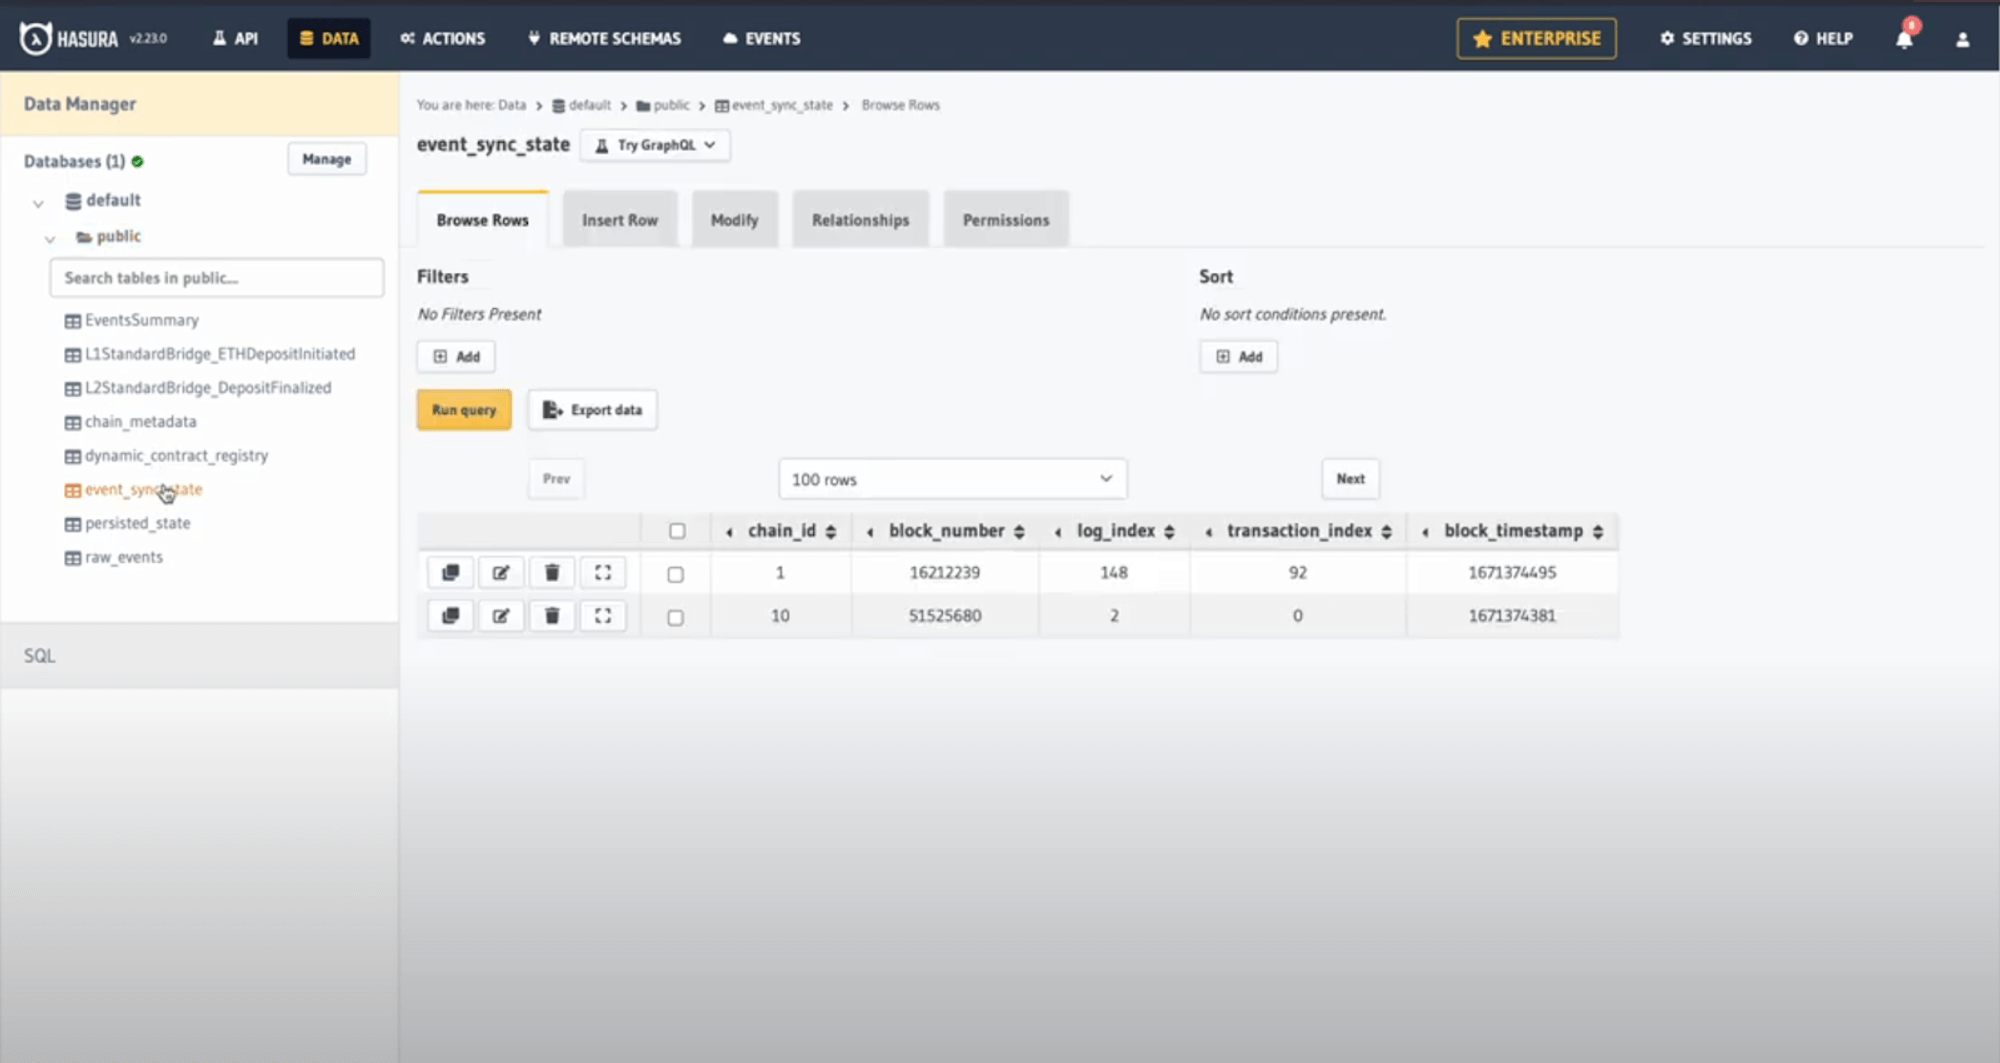 HASURA v2.23.0 API DATA ACTIONS REMOTE SCHEMAS EVENTS ENTERPRISE SETTINGS HELP 8
Data Manager
Databases (1) Manage
default
public
Search tables in public...
EventsSummary
L1StandardBridge_ETHDepositInitiated
L2StandardBridge_DepositFinalized
chain_metadata
dynamic_contract_registry
event_sync_state
persisted_state
raw_events
SQL
You are here: Data > default > public > event_sync_state > Browse Rows
event_sync_state Try GraphQL
Browse Rows Insert Row Modify Relationships Permissions
Filters Sort
No Filters Present No sort conditions present.
Add Add
Run query Export data
Prev 100 rows Next
chain_id block_number log_index transaction_index block_timestamp
1 16212239 148 92 1671374495
10 51525680 2 0 1671374381